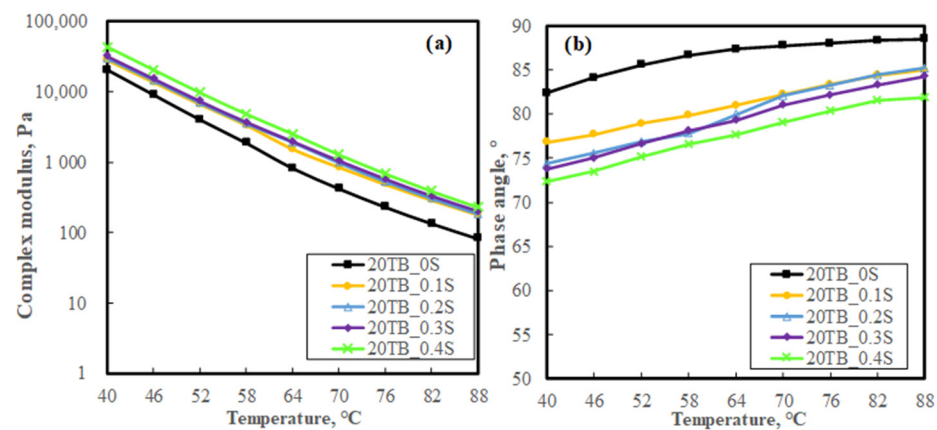 100,000
(a)
10,000
1 000
100
10
1
Complex modulus, Pa
20TB_0S
20TB_0.1S
20TB_0.2S
20TB_0.3S
20TB_0.4S
40 46 52 58 64 70 76 82 88
Temperature, °C
90
(b)
85
80
75
70
65
60
55
50
Phase angle, °
20TB_0S
20TB_0.1S
20TB_0.2S
20TB_0.3S
20TB_0.4S
40 46 52 58 64 70 76 82 88
Temperature, °C